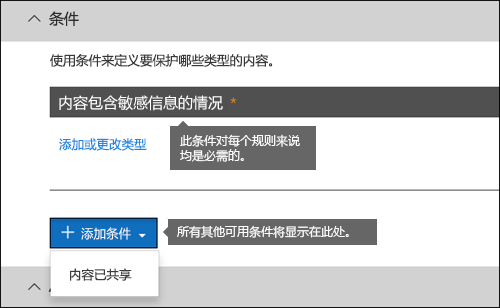 条件
使用条件来定义要保护哪些类型的内容。
内容包含敏感信息的情况 *
添加或更改类型
此条件对每个规则来说
均是必需的。
+ 添加条件
所有其他可用条件将显示在此处。
内容已共享